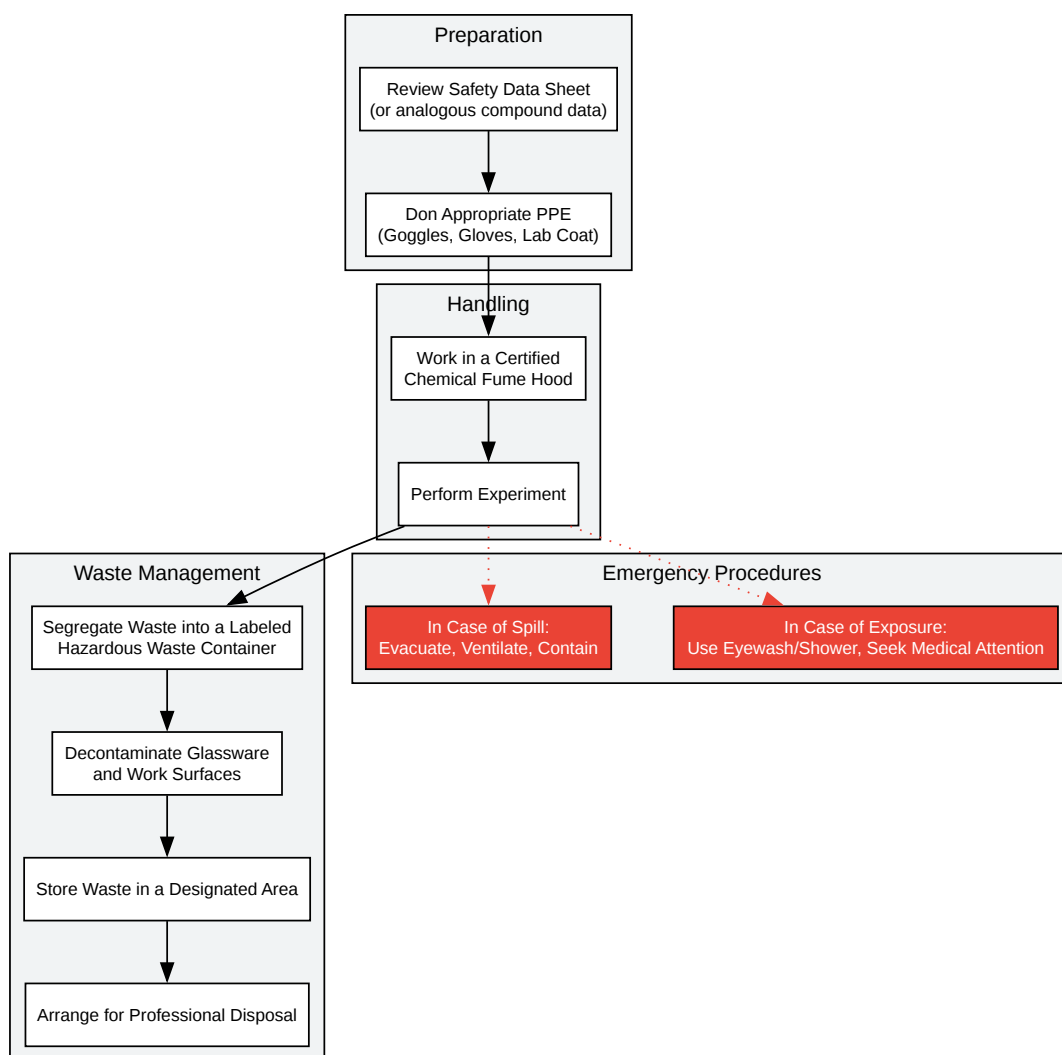 Preparation
Review Safety Data Sheet
(or analogous compound data)
Don Appropriate PPE
(Goggles, Gloves, Lab Coat)
Handling
Work in a Certified
Chemical Fume Hood
Perform Experiment
Waste Management
Segregate Waste into a Labeled
Hazardous Waste Container
Decontaminate Glassware
and Work Surfaces
Store Waste in a Designated Area
Arrange for Professional Disposal
Emergency Procedures
In Case of Spill:
Evacuate, Ventilate, Contain
In Case of Exposure:
Use Eyewash/Shower, Seek Medical Attention